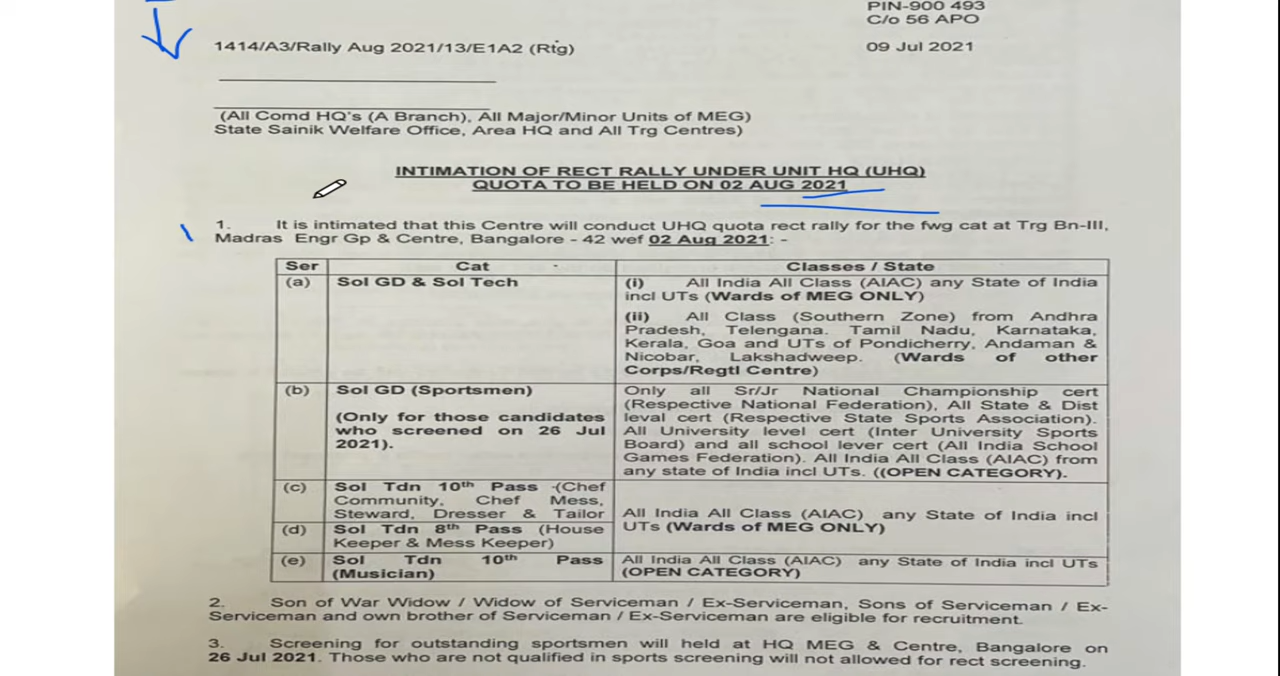 PIN-900 493
C/o 56 APO
1414/A3/Rally Aug 2021/13/E1A2 (Rtg)
09 Jul 2021
(All Comd HQ's (A Branch), All Major/Minor Units of MEG)
State Sainik Welfare Office, Area HQ and All Trg Centres)
INTIMATION OF RECT RALLY UNDER UNIT HQ (UHQ)
QUOTA TO BE HELD ON 02 AUG 2021
1. It is intimated that this Centre will conduct UHQ quota rect rally for the fwg cat at Trg Bn-III,
Madras Engr Gp & Centre, Bangalore - 42 wef 02 Aug 2021: -
Ser Cat Classes / State
(a) Sol GD & Sol Tech
(i) All India All Class (AIAC) any State of India
incl UTs (Wards of MEG ONLY)
(ii) All Class (Southern Zone) from Andhra
Pradesh, Telengana. Tamil Nadu, Karnataka,
Kerala, Goa and UTs of Pondicherry, Andaman &
Nicobar, Lakshadweep. (Wards of other
Corps/Regtl Centre)
(b) Sol GD (Sportsmen)
(Only for those candidates
who screened on 26 Jul
2021).
Only all Sr/Jr National Championship cert
(Respective National Federation), All State & Dist
leval cert (Respective State Sports Association).
All University level cert (Inter University Sports
Board) and all school lever cert (All India School
Games Federation). All India All Class (AIAC) from
any state of India incl UTs. ((OPEN CATEGORY).
(c) Sol Tdn 10th Pass (Chef
Community, Chef Mess,
Steward, Dresser & Tailor
(d) Sol Tdn 8th Pass (House
Keeper & Mess Keeper)
All India All Class (AIAC) any State of India incl
UTs (Wards of MEG ONLY)
(e) Sol Tdn 10th Pass
(Musician)
All India All Class (AIAC) any State of India incl UTs
(OPEN CATEGORY)
2. Son of War Widow / Widow of Serviceman / Ex-Serviceman, Sons of Serviceman / Ex-
Serviceman and own brother of Serviceman / Ex-Serviceman are eligible for recruitment.
3. Screening for outstanding sportsmen will held at HQ MEG & Centre, Bangalore on
26 Jul 2021. Those who are not qualified in sports screening will not allowed for rect screening.